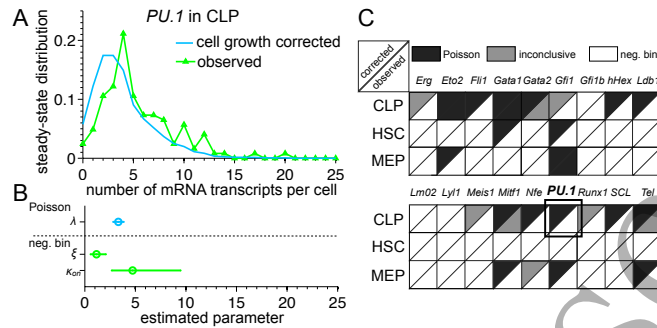 A
PU.1 in CLP
steady-state distribution
0.2
0.1
0
cell growth corrected
observed
0 5 10 15 20 25
number of mRNA transcripts per cell
B
Poisson
λ
neg. bin
ξ
κon
0 5 10 15 20 25
estimated parameter
C
corrected
observed
Poisson inconclusive neg. bin
Erg Eto2 Fli1 Gata1 Gata2 Gfi1 Gfi1b hHex Ldb1
CLP
HSC
MEP
Lm02 Lyl1 Meis1 Mitf1 Nfe PU.1 Runx1 SCL Tel
CLP
HSC
MEP